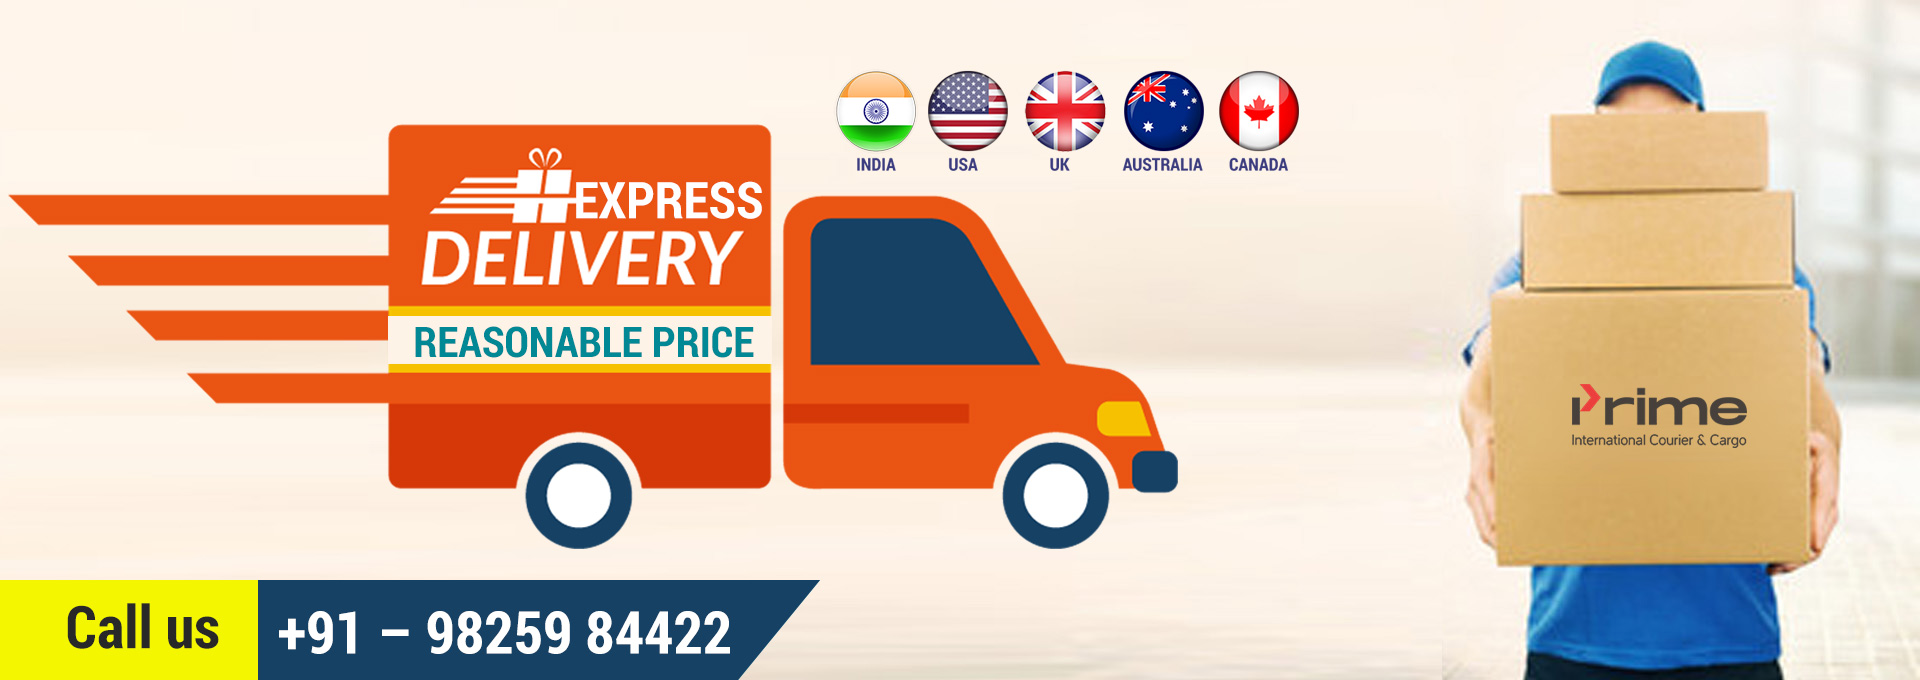 INDIA
USA
UK
AUSTRALIA
CANADA
EXPRESS
DELIVERY
REASONABLE PRICE
Prime
International Courier & Cargo
Call us
+91 – 98259 84422